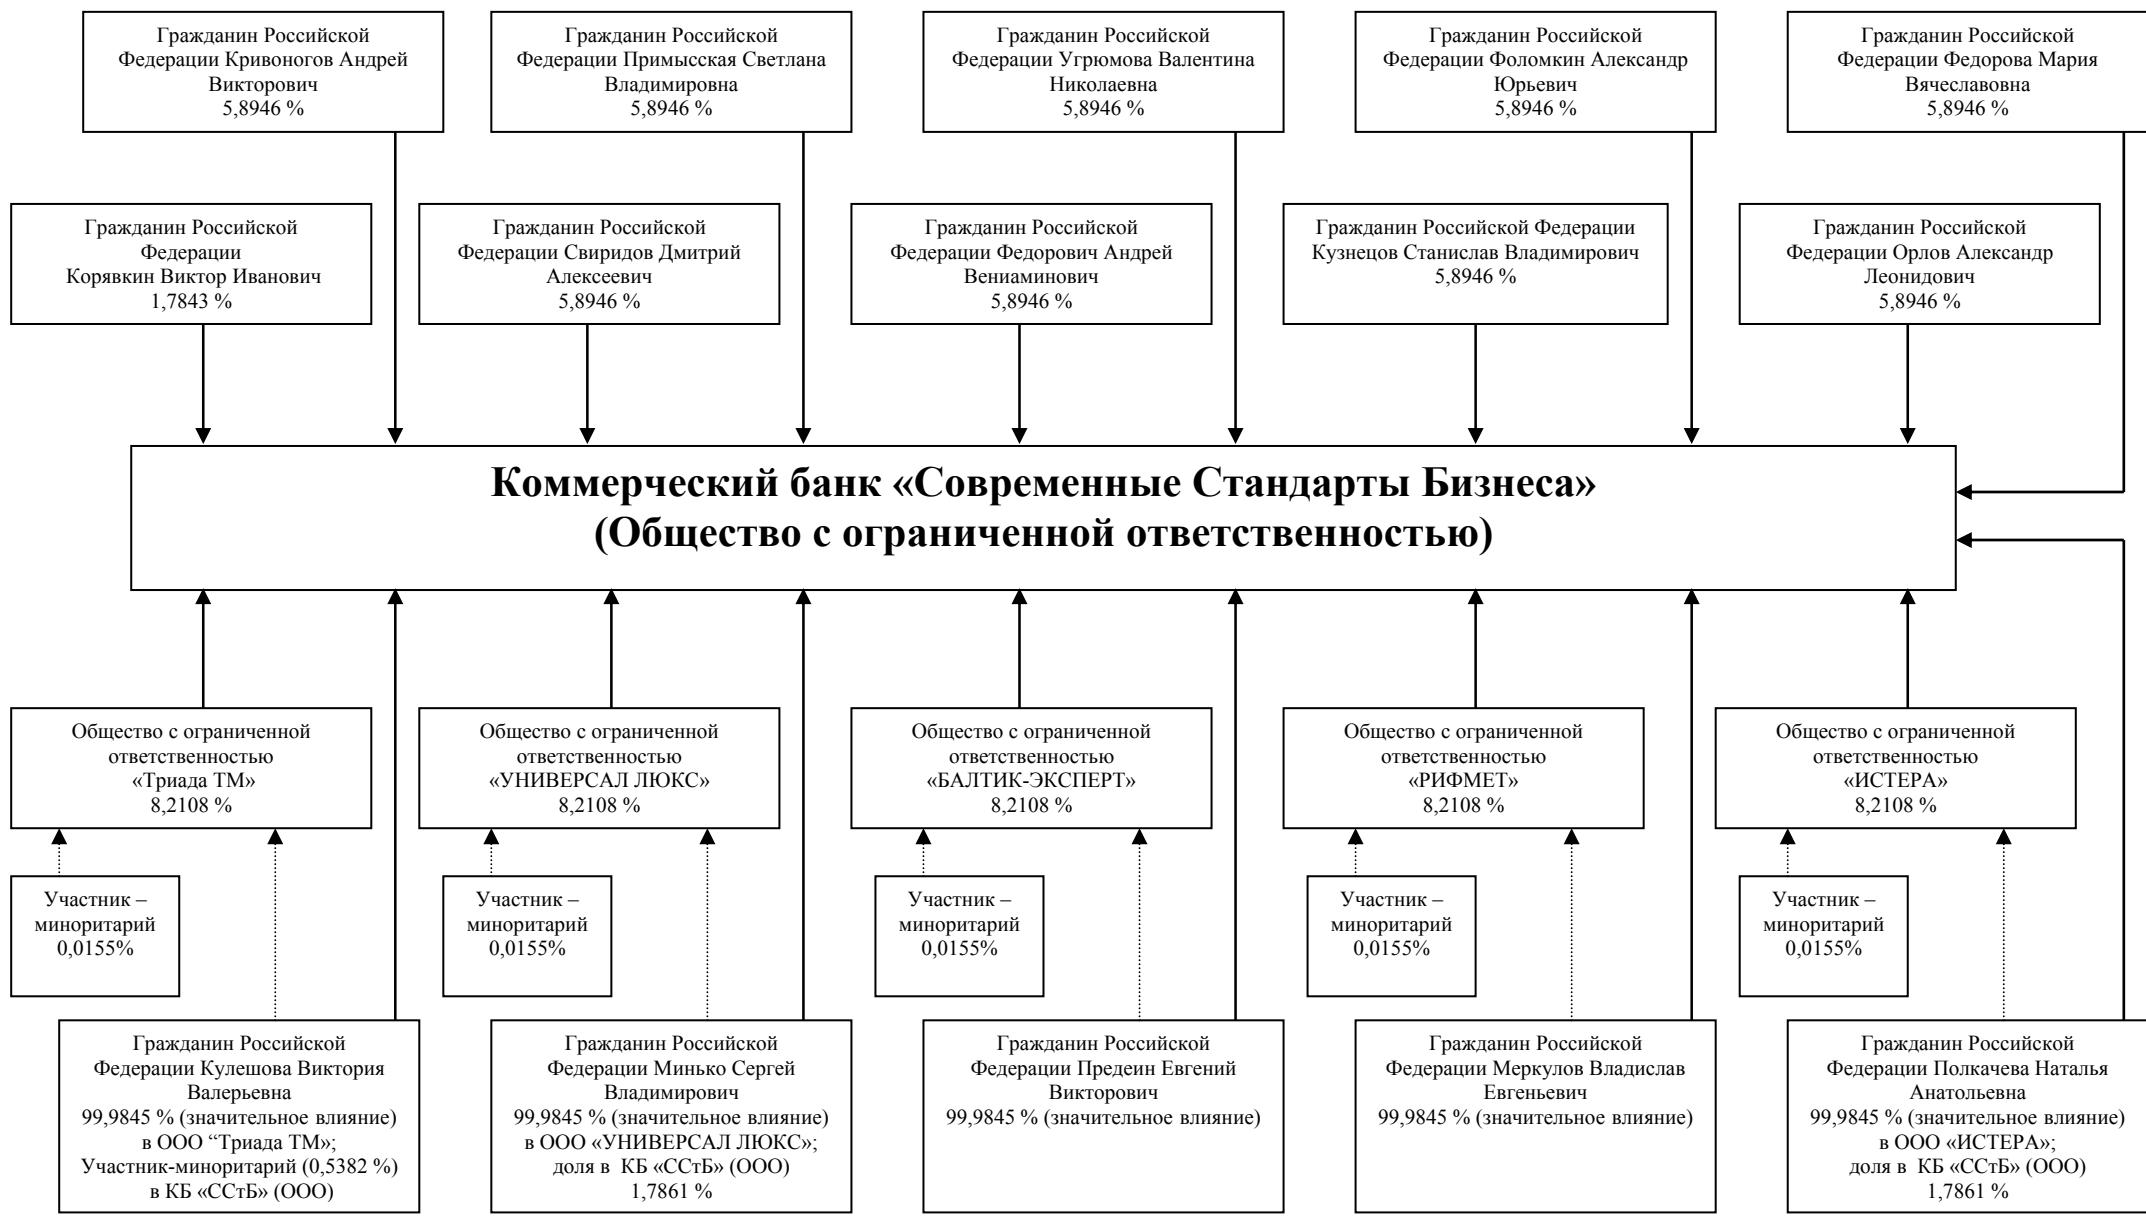 Гражданин Российской
Федерации Кривоногов Андрей
Викторович
5,8946 %
Гражданин Российской
Федерации Примысская Светлана
Владимировна
5,8946 %
Гражданин Российской
Федерации Угрюмова Валентина
Николаевна
5,8946 %
Гражданин Российской
Федерации Фоломкин Александр
Юрьевич
5,8946 %
Гражданин Российской
Федерации Федорова Мария
Вячеславовна
5,8946 %
Гражданин Российской
Федерации
Корявкин Виктор Иванович
1,7843 %
Гражданин Российской
Федерации Свиридов Дмитрий
Алексеевич
5,8946 %
Гражданин Российской
Федерации Федорович Андрей
Вениаминович
5,8946 %
Гражданин Российской Федерации
Кузнецов Станислав Владимирович
5,8946 %
Гражданин Российской
Федерации Орлов Александр
Леонидович
5,8946 %
Коммерческий банк «Современные Стандарты Бизнеса»
(Общество с ограниченной ответственностью)
Общество с ограниченной
ответственностью
«Триада ТМ»
8,2108 %
Общество с ограниченной
ответственностью
«УНИВЕРСАЛ ЛЮКС»
8,2108 %
Общество с ограниченной
ответственностью
«БАЛТИК-ЭКСПЕРТ»
8,2108 %
Общество с ограниченной
ответственностью
«РИФМЕТ»
8,2108 %
Общество с ограниченной
ответственностью
«ИСТЕРА»
8,2108 %
Участник –
миноритарий
0,0155%
Участник –
миноритарий
0,0155%
Участник –
миноритарий
0,0155%
Участник –
миноритарий
0,0155%
Участник –
миноритарий
0,0155%
Гражданин Российской
Федерации Кулешова Виктория
Валерьевна
99,9845 % (значительное влияние)
в ООО “Триада ТМ»;
Участник-миноритарий (0,5382 %)
в КБ «ССтБ» (ООО)
Гражданин Российской
Федерации Минько Сергей
Владимирович
99,9845 % (значительное влияние)
в ООО «УНИВЕРСАЛ ЛЮКС»;
доля в КБ «ССтБ» (ООО)
1,7861 %
Гражданин Российской
Федерации Предеин Евгений
Викторович
99,9845 % (значительное влияние)
Гражданин Российской
Федерации Меркулов Владислав
Евгеньевич
99,9845 % (значительное влияние)
Гражданин Российской
Федерации Полкачева Наталья
Анатольевна
99,9845 % (значительное влияние)
в ООО «ИСТЕРА»;
доля в КБ «ССтБ» (ООО)
1,7861 %